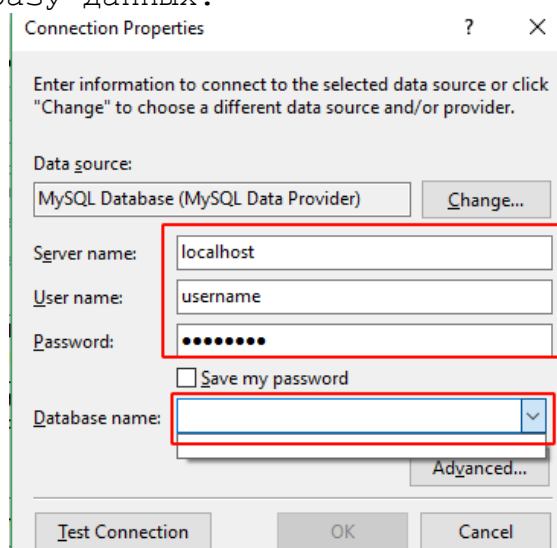 базу данных.
Connection Properties ? ×
Enter information to connect to the selected data source or click
"Change" to choose a different data source and/or provider.
Data source:
MySQL Database (MySQL Data Provider) Change...
Server name: localhost
User name: username
Password: ••••••••
Save my password
Database name:
Advanced...
Test Connection OK Cancel